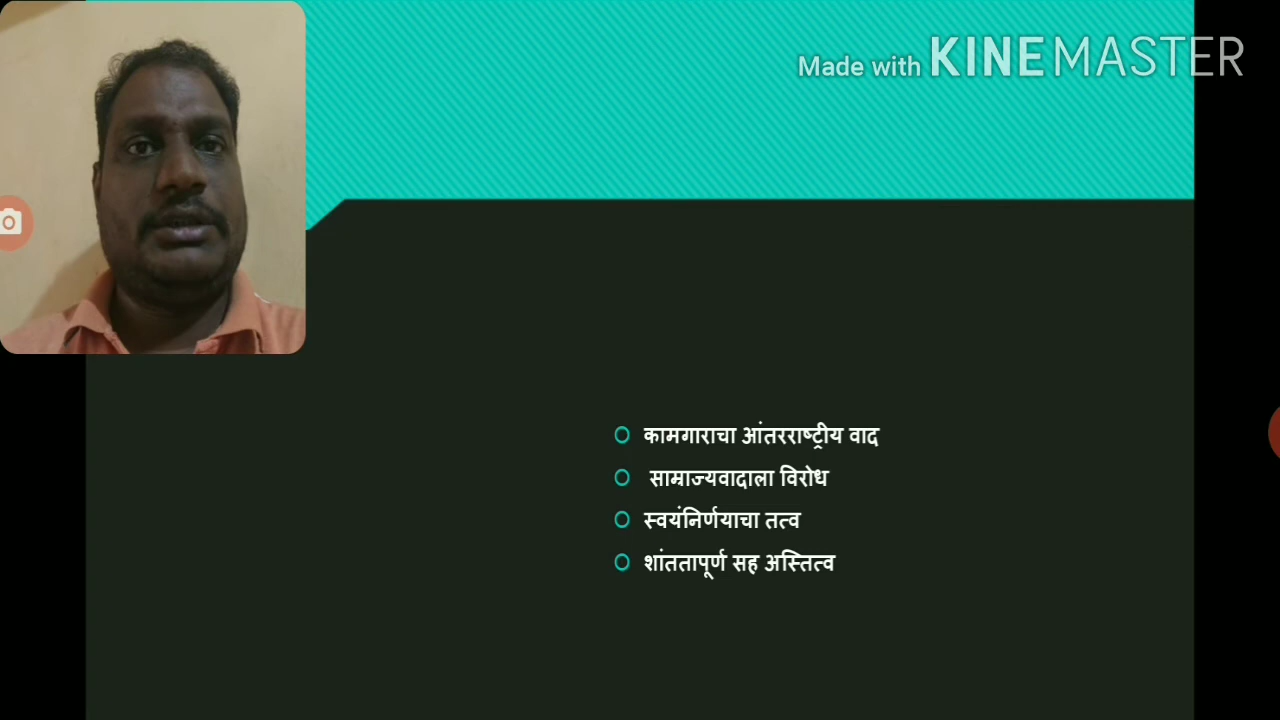 Made with KINEMASTER
कामगाराचा आंतरराष्ट्रीय वाद
साम्राज्यवादाला विरोध
स्वयंनिर्णयाचा तत्व
शांततापूर्ण सह अस्तित्व